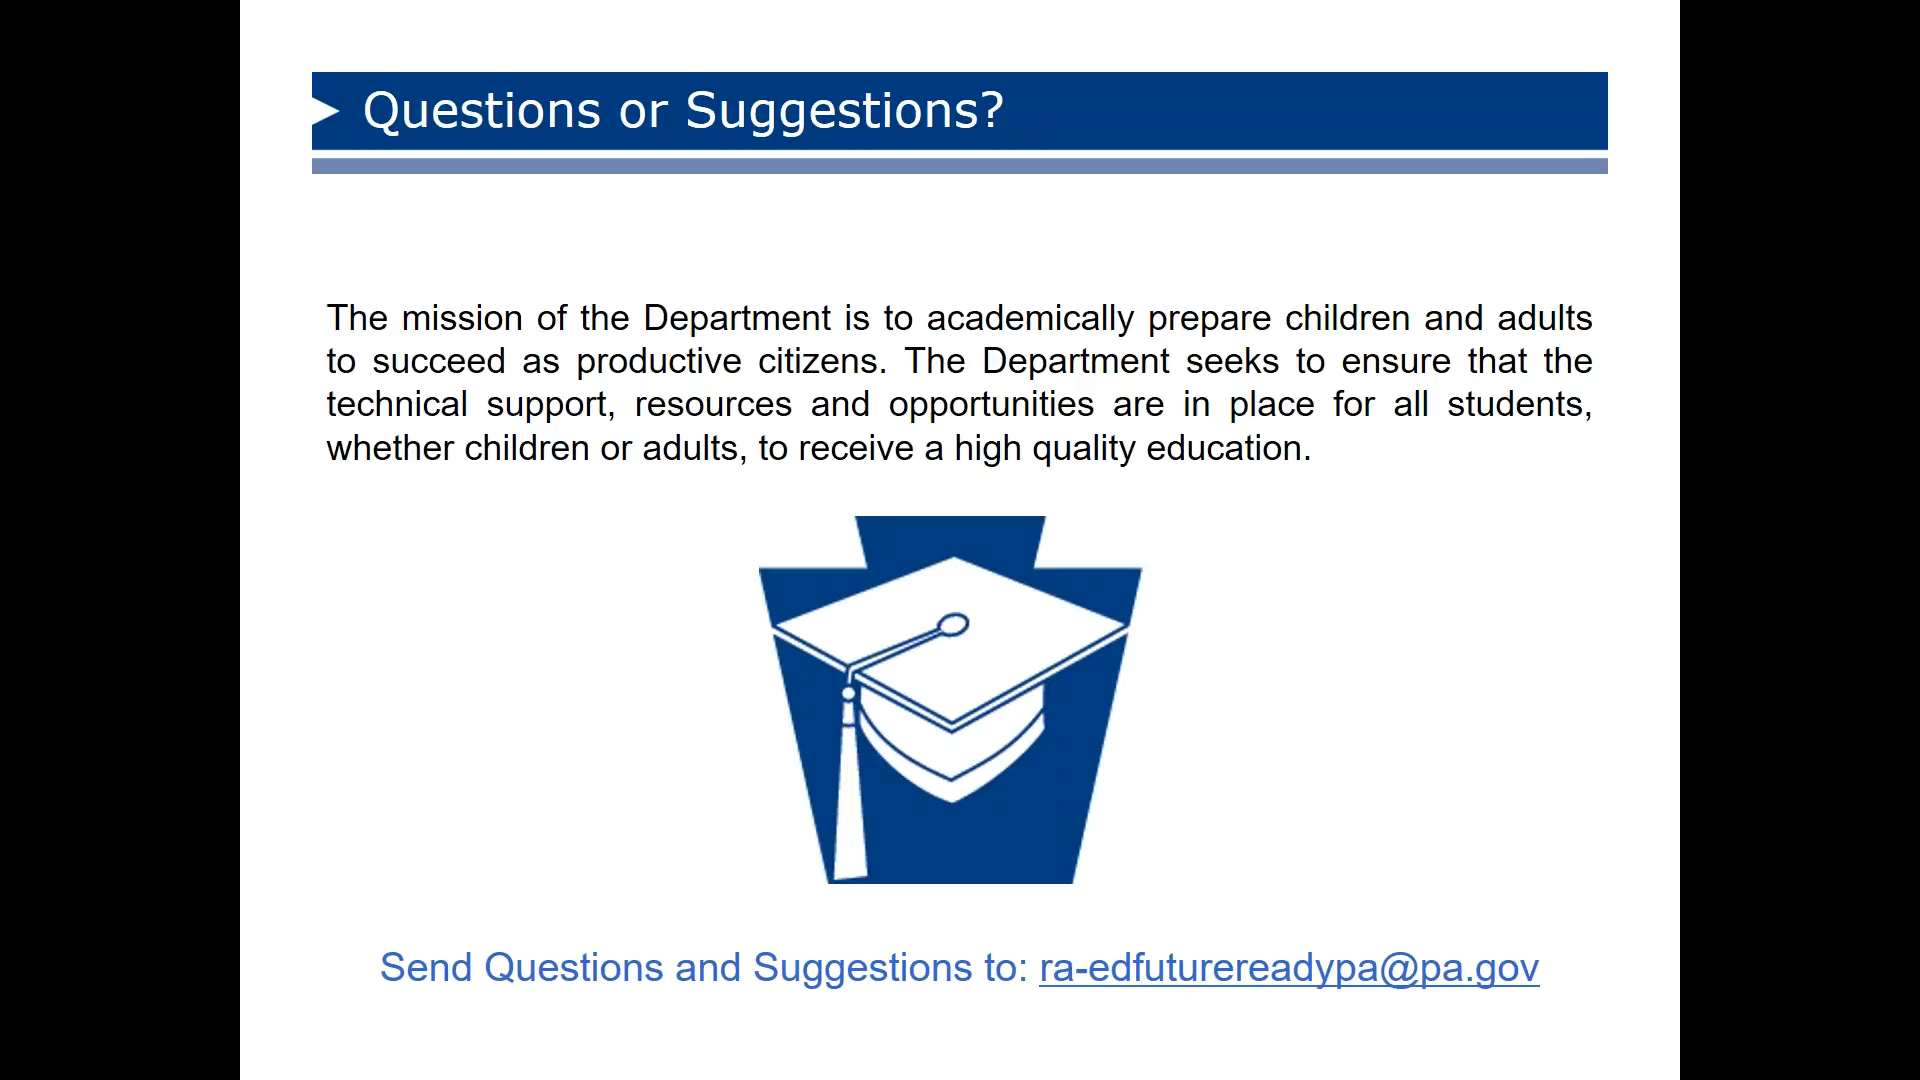 Questions or Suggestions?
The mission of the Department is to academically prepare children and adults
to succeed as productive citizens. The Department seeks to ensure that the
technical support, resources and opportunities are in place for all students,
whether children or adults, to receive a high quality education.
Send Questions and Suggestions to: ra-edfuturereadypa@pa.gov